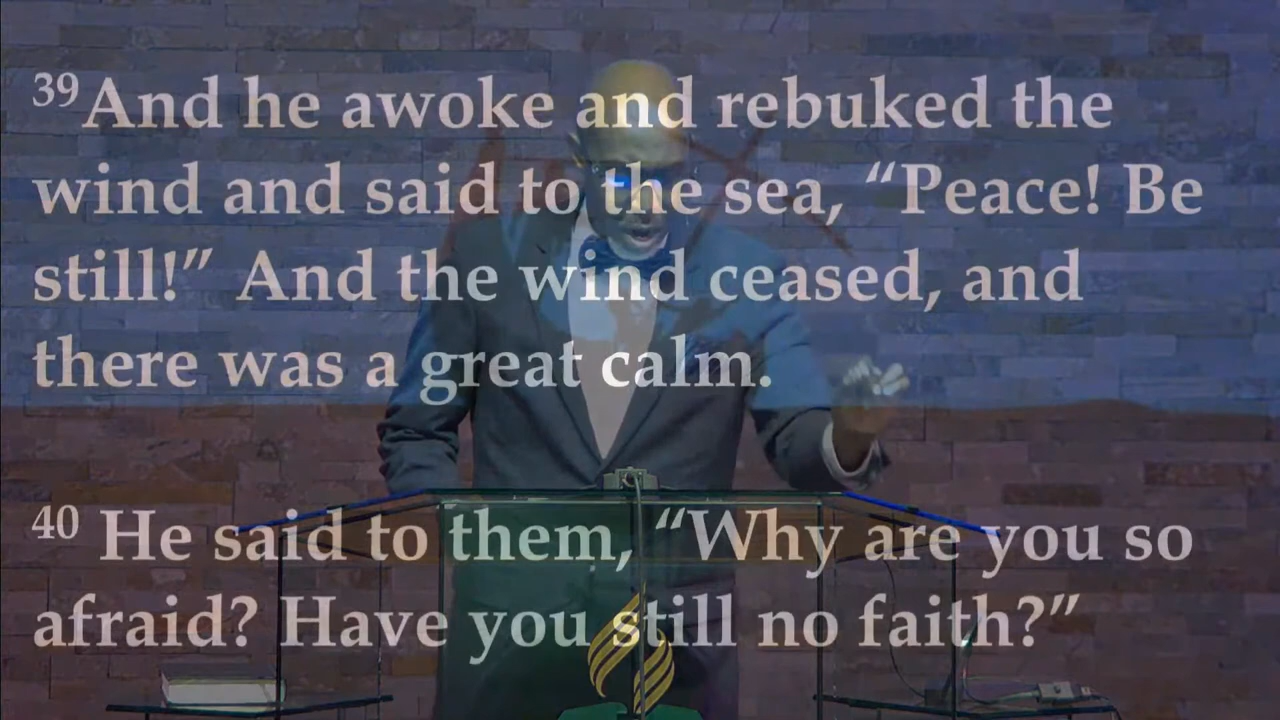 39 And he awoke and rebuked the
wind and said to the sea, “Peace! Be
still!” And the wind ceased, and
there was a great calm.
40 He said to them, “Why are you so
afraid? Have you still no faith?”